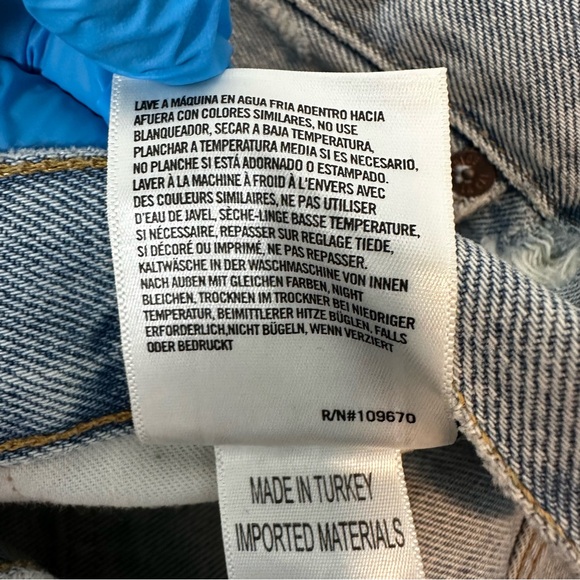 LAVE A MÁQUINA EN AGUA FRIA ADENTRO HACIA
AFUERA CON COLORES SIMILARES, NO USE
BLANQUEADOR, SECAR A BAJA TEMPERATURA,
PLANCHAR A TEMPERATURA MEDIA SI ES NECESARIO,
NO PLANCHE SI ESTÁ ADORNADO O ESTAMPADO.
LAVER À LA MACHINE À FROID À L'ENVERS AVEC
DES COULEURS SIMILAIRES, NE PAS UTILISER
D'EAU DE JAVEL, SÈCHE-LINGE BASSE TEMPERATURE,
SI NÉCESSAIRE, REPASSER SUR REGLAGE TIEDE,
SI DÉCORÉ OU IMPRIMÉ, NE PAS REPASSER.
KALTWÄSCHE IN DER WASCHMASCHINE VON INNEN
NACH AUßEN MIT GLEICHEN FARBEN, NIGHT
BLEICHEN, TROCKNEN IM TROCKNER BEI NIEDRIGER
TEMPERATUR, BEIMITTLERER HITZE BÜGLEN, FALLS
ERFORDERLICH,NICHT BÜGELN, WENN VERZIERT
ODER BEDRUCKT
R/N#109670
MADE IN TURKEY
IMPORTED MATERIALS